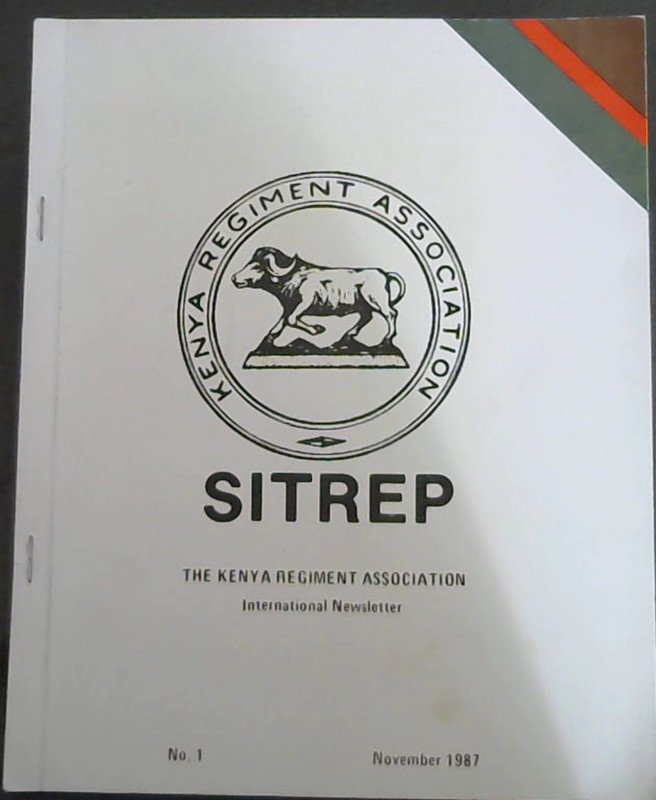 KENYA REGIMENT ASSOCIATION
SITREP
THE KENYA REGIMENT ASSOCIATION
International Newsletter
No. 1
November 1987